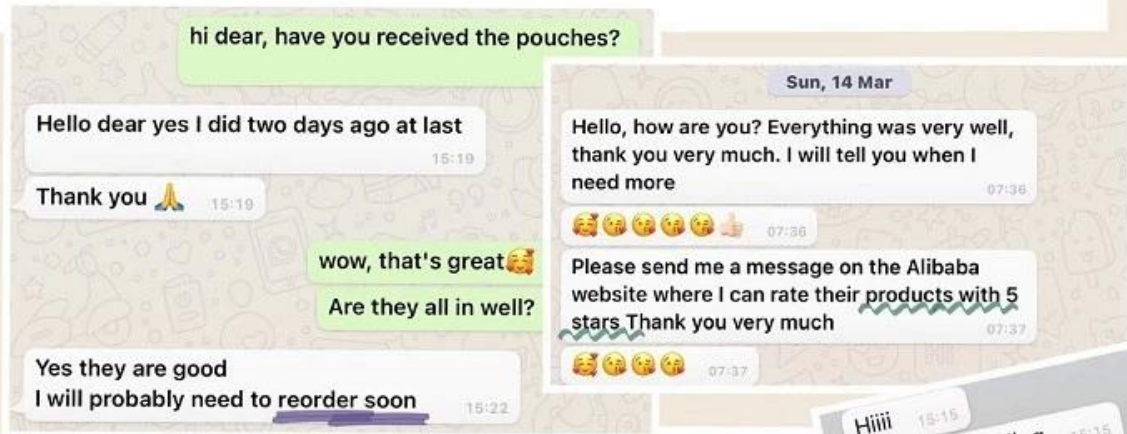 hi dear, have you received the pouches?
Hello dear yes I did two days ago at last
15:19
Thank you 🙏 15:19
wow, that's great🥰
Are they all in well?
Yes they are good
I will probably need to reorder soon
15:22
Sun, 14 Mar
Hello, how are you? Everything was very well,
thank you very much. I will tell you when I
need more
07:36
🥰😘😘😘😘👍🏻 07:36
Please send me a message on the Alibaba
website where I can rate their products with 5
stars Thank you very much
07:37
🥰😘😘😘 07:37
Hiiii 15:15
15:15